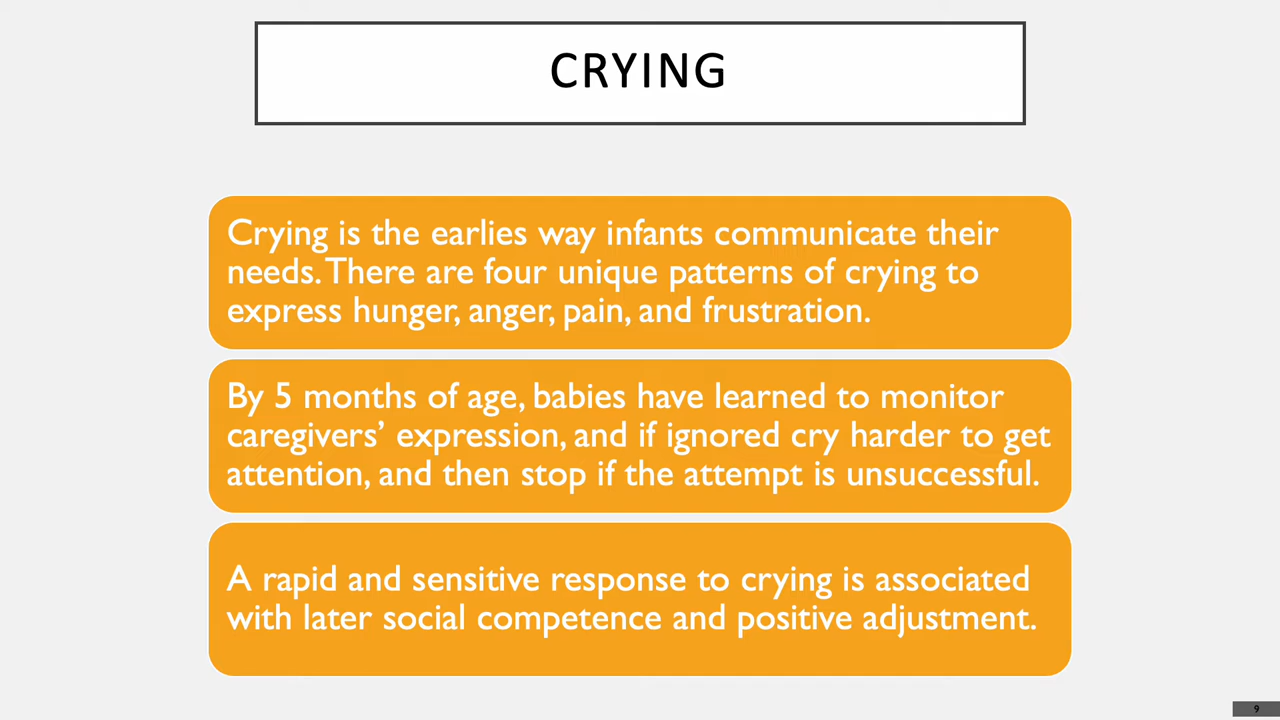 CRYING
Crying is the earlies way infants communicate their
needs. There are four unique patterns of crying to
express hunger, anger, pain, and frustration.
By 5 months of age, babies have learned to monitor
caregivers’ expression, and if ignored cry harder to get
attention, and then stop if the attempt is unsuccessful.
A rapid and sensitive response to crying is associated
with later social competence and positive adjustment.
9